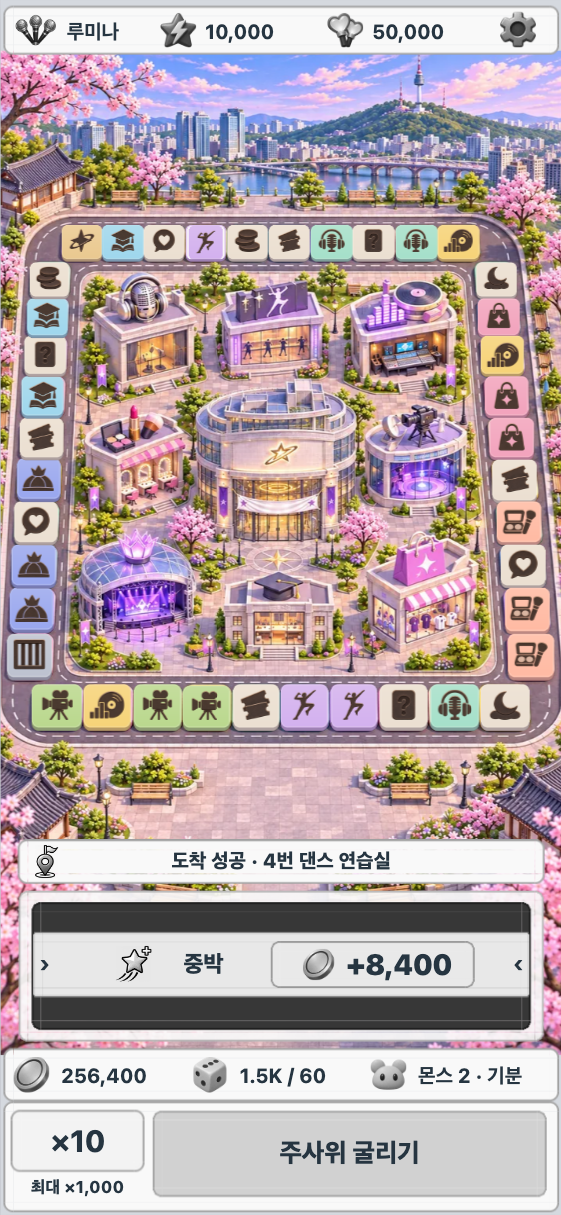 루미나
10,000
50,000
?
?
?
도착 성공 · 4번 댄스 연습실
› 중박 +8,400 ‹
256,400
1.5K / 60
몬스 2 · 기분
×10
최대 ×1,000
주사위 굴리기